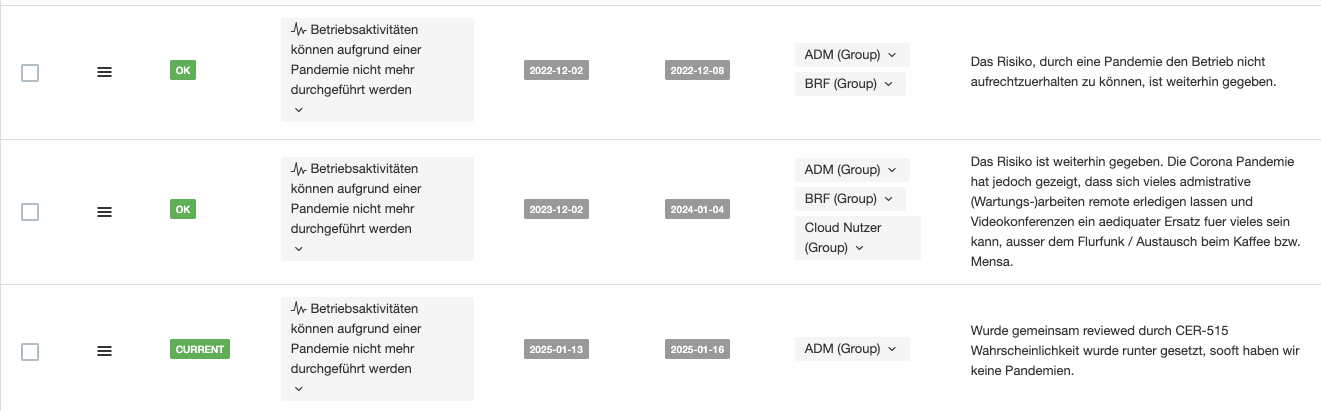 OK
Betriebsaktivitäten
können aufgrund einer
Pandemie nicht mehr
durchgeführt werden
2022-12-02
2022-12-08
ADM (Group)
BRF (Group)
Das Risiko, durch eine Pandemie den Betrieb nicht
aufrechtzuerhalten zu können, ist weiterhin gegeben.
OK
Betriebsaktivitäten
können aufgrund einer
Pandemie nicht mehr
durchgeführt werden
2023-12-02
2024-01-04
ADM (Group)
BRF (Group)
Cloud Nutzer
(Group)
Das Risiko ist weiterhin gegeben. Die Corona Pandemie
hat jedoch gezeigt, dass sich vieles admistrative
(Wartungs-)arbeiten remote erledigen lassen und
Videokonferenzen ein aediquater Ersatz fuer vieles sein
kann, ausser dem Flurfunk / Austausch beim Kaffee bzw.
Mensa.
CURRENT
Betriebsaktivitäten
können aufgrund einer
Pandemie nicht mehr
durchgeführt werden
2025-01-13
2025-01-16
ADM (Group)
Wurde gemeinsam reviewed durch CER-515
Wahrscheinlichkeit wurde runter gesetzt, sooft haben wir
keine Pandemien.